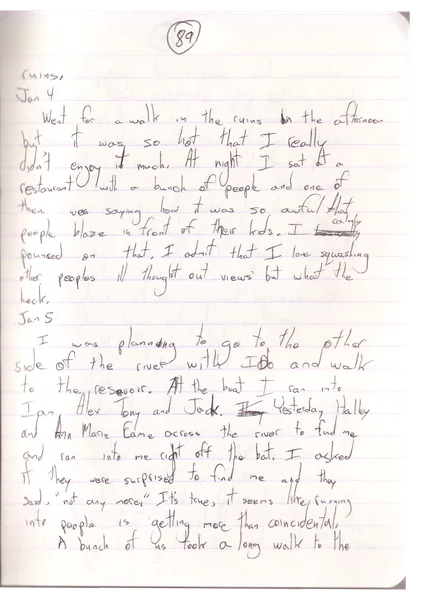 89
ruins.
Jan 4
Went for a walk in the ruins in the afternoon
but it was so hot that I really
didn't enjoy it much. At night I sat at a
restaurant with a bunch of people and one of
them was saying how it was so awful that
people blaze in front of their kids. I calmly
pounced on that. I admit that I love squashing
other peoples ill thought out views but what the
heck.
Jan 5
I was planning to go to the other
side of the river with Ido and walk
to the resevoir. At the boat I ran into
Ian Alex Tony and Jack. Yesterday Halley
and Ann Marie Came across the river to find me
and ran into me right off the bat. I asked
if they were surprised to find me and they
said, "not any more." It's true, it seems like running
into people is getting more than coincidental.
A bunch of us took a long walk to the